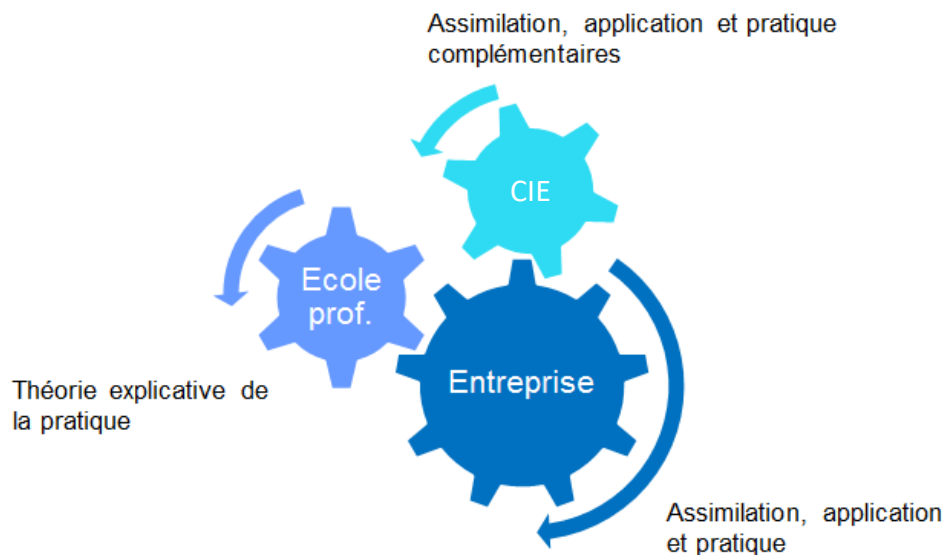 Assimilation, application et pratique
complémentaires
CIE
Ecole
prof.
Entreprise
Théorie explicative de
la pratique
Assimilation, application
et pratique